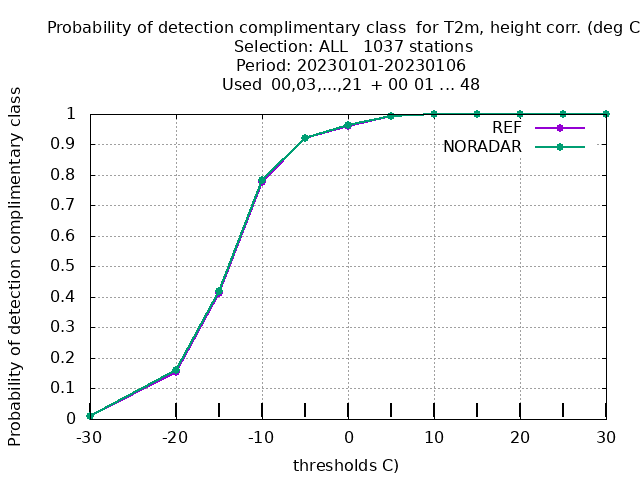 Probability of detection complimentary class  for T2m, height corr. (deg C
Selection: ALL   1037 stations
Period: 20230101-20230106
Used  00,03,...,21  + 00 01 ... 48
Probability of detection complimentary class
1
0.9
0.8
0.7
0.6
0.5
0.4
0.3
0.2
0.1
0
REF
NORADAR
-30 -20 -10 0 10 20 30
thresholds C)